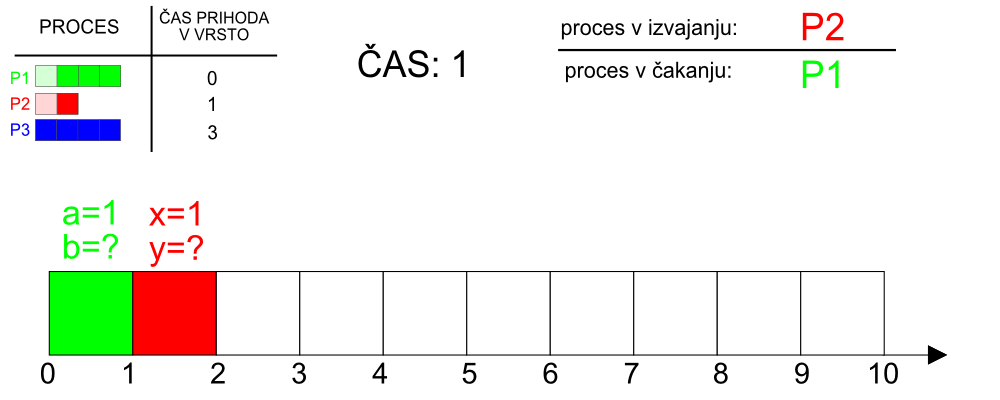 PROCES
ČAS PRIHODA
V VRSTO
P1
0
P2
1
P3
3
ČAS: 1
proces v izvajanju:
P2
proces v čakanju:
P1
a=1
b=?
x=1
y=?
0 1 2 3 4 5 6 7 8 9 10